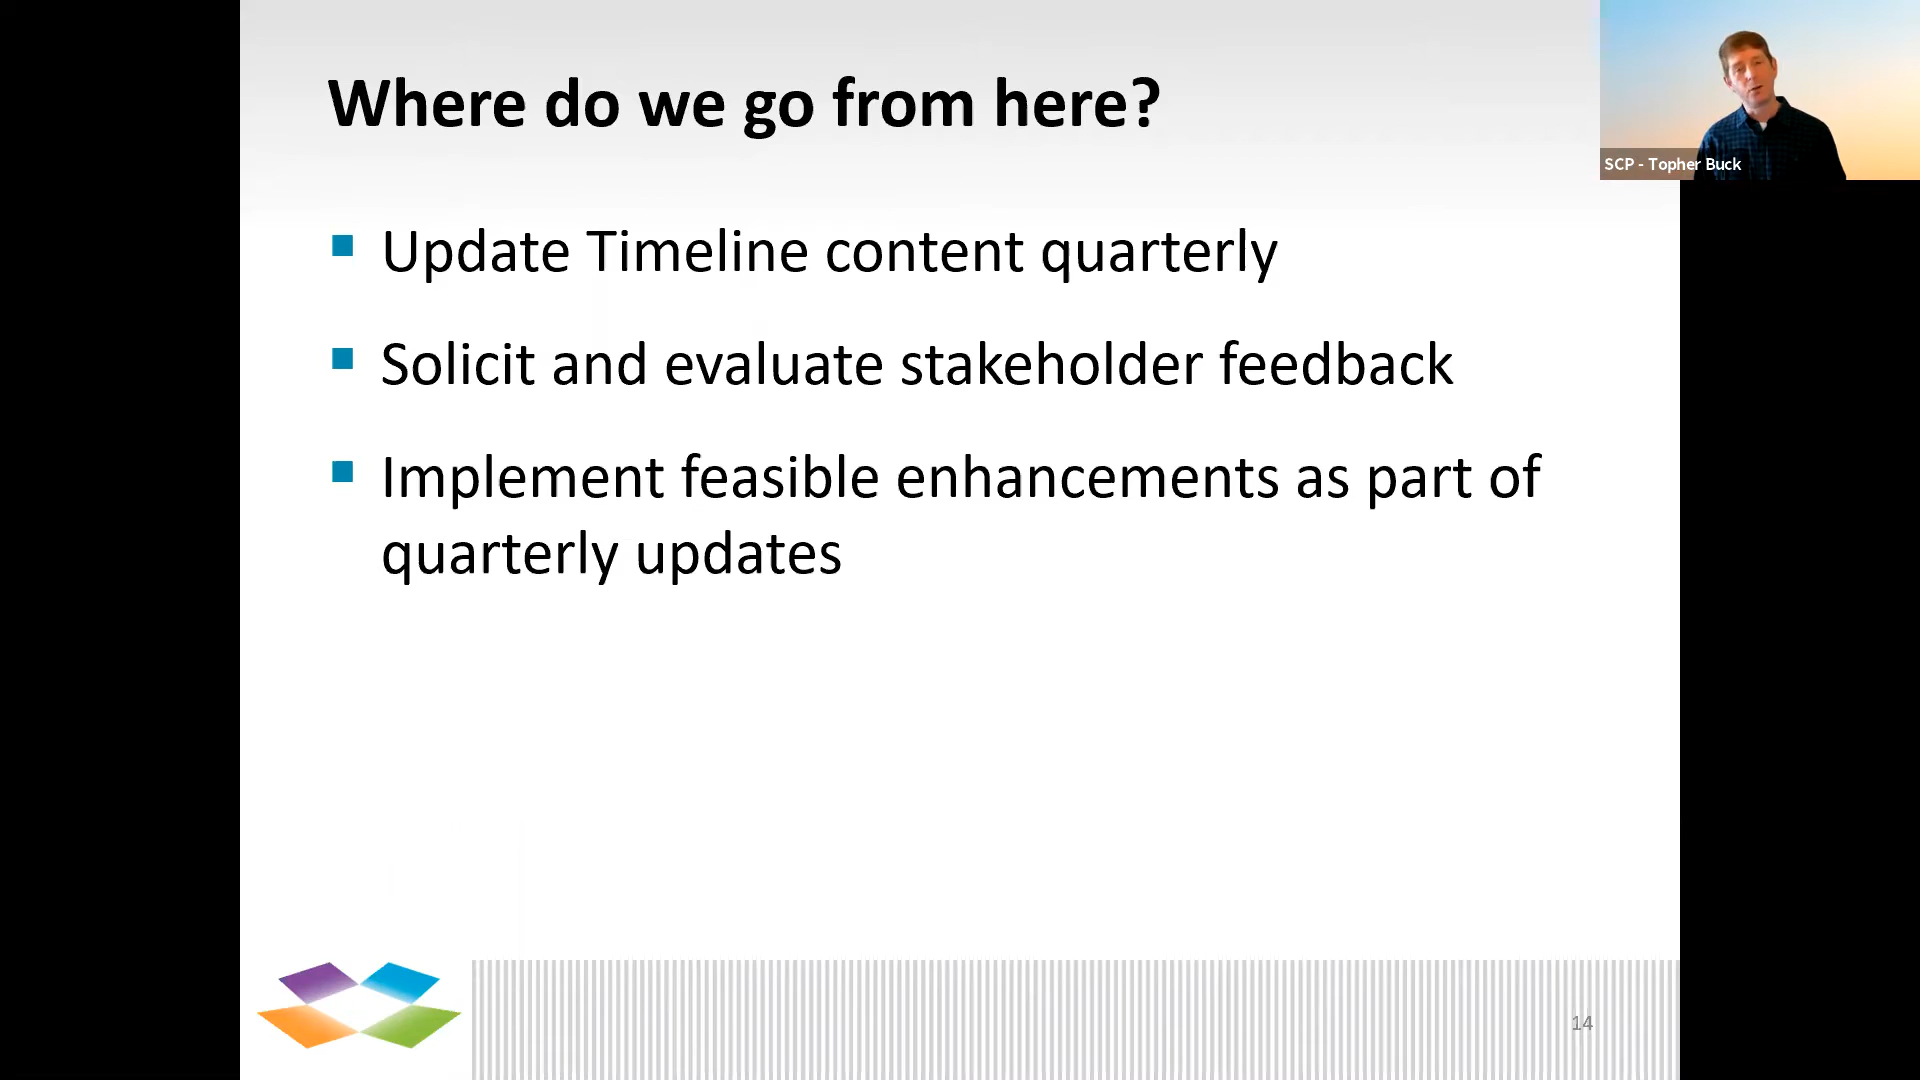 Where do we go from here?
SCP - Topher Buck
Update Timeline content quarterly
Solicit and evaluate stakeholder feedback
Implement feasible enhancements as part of
quarterly updates
14